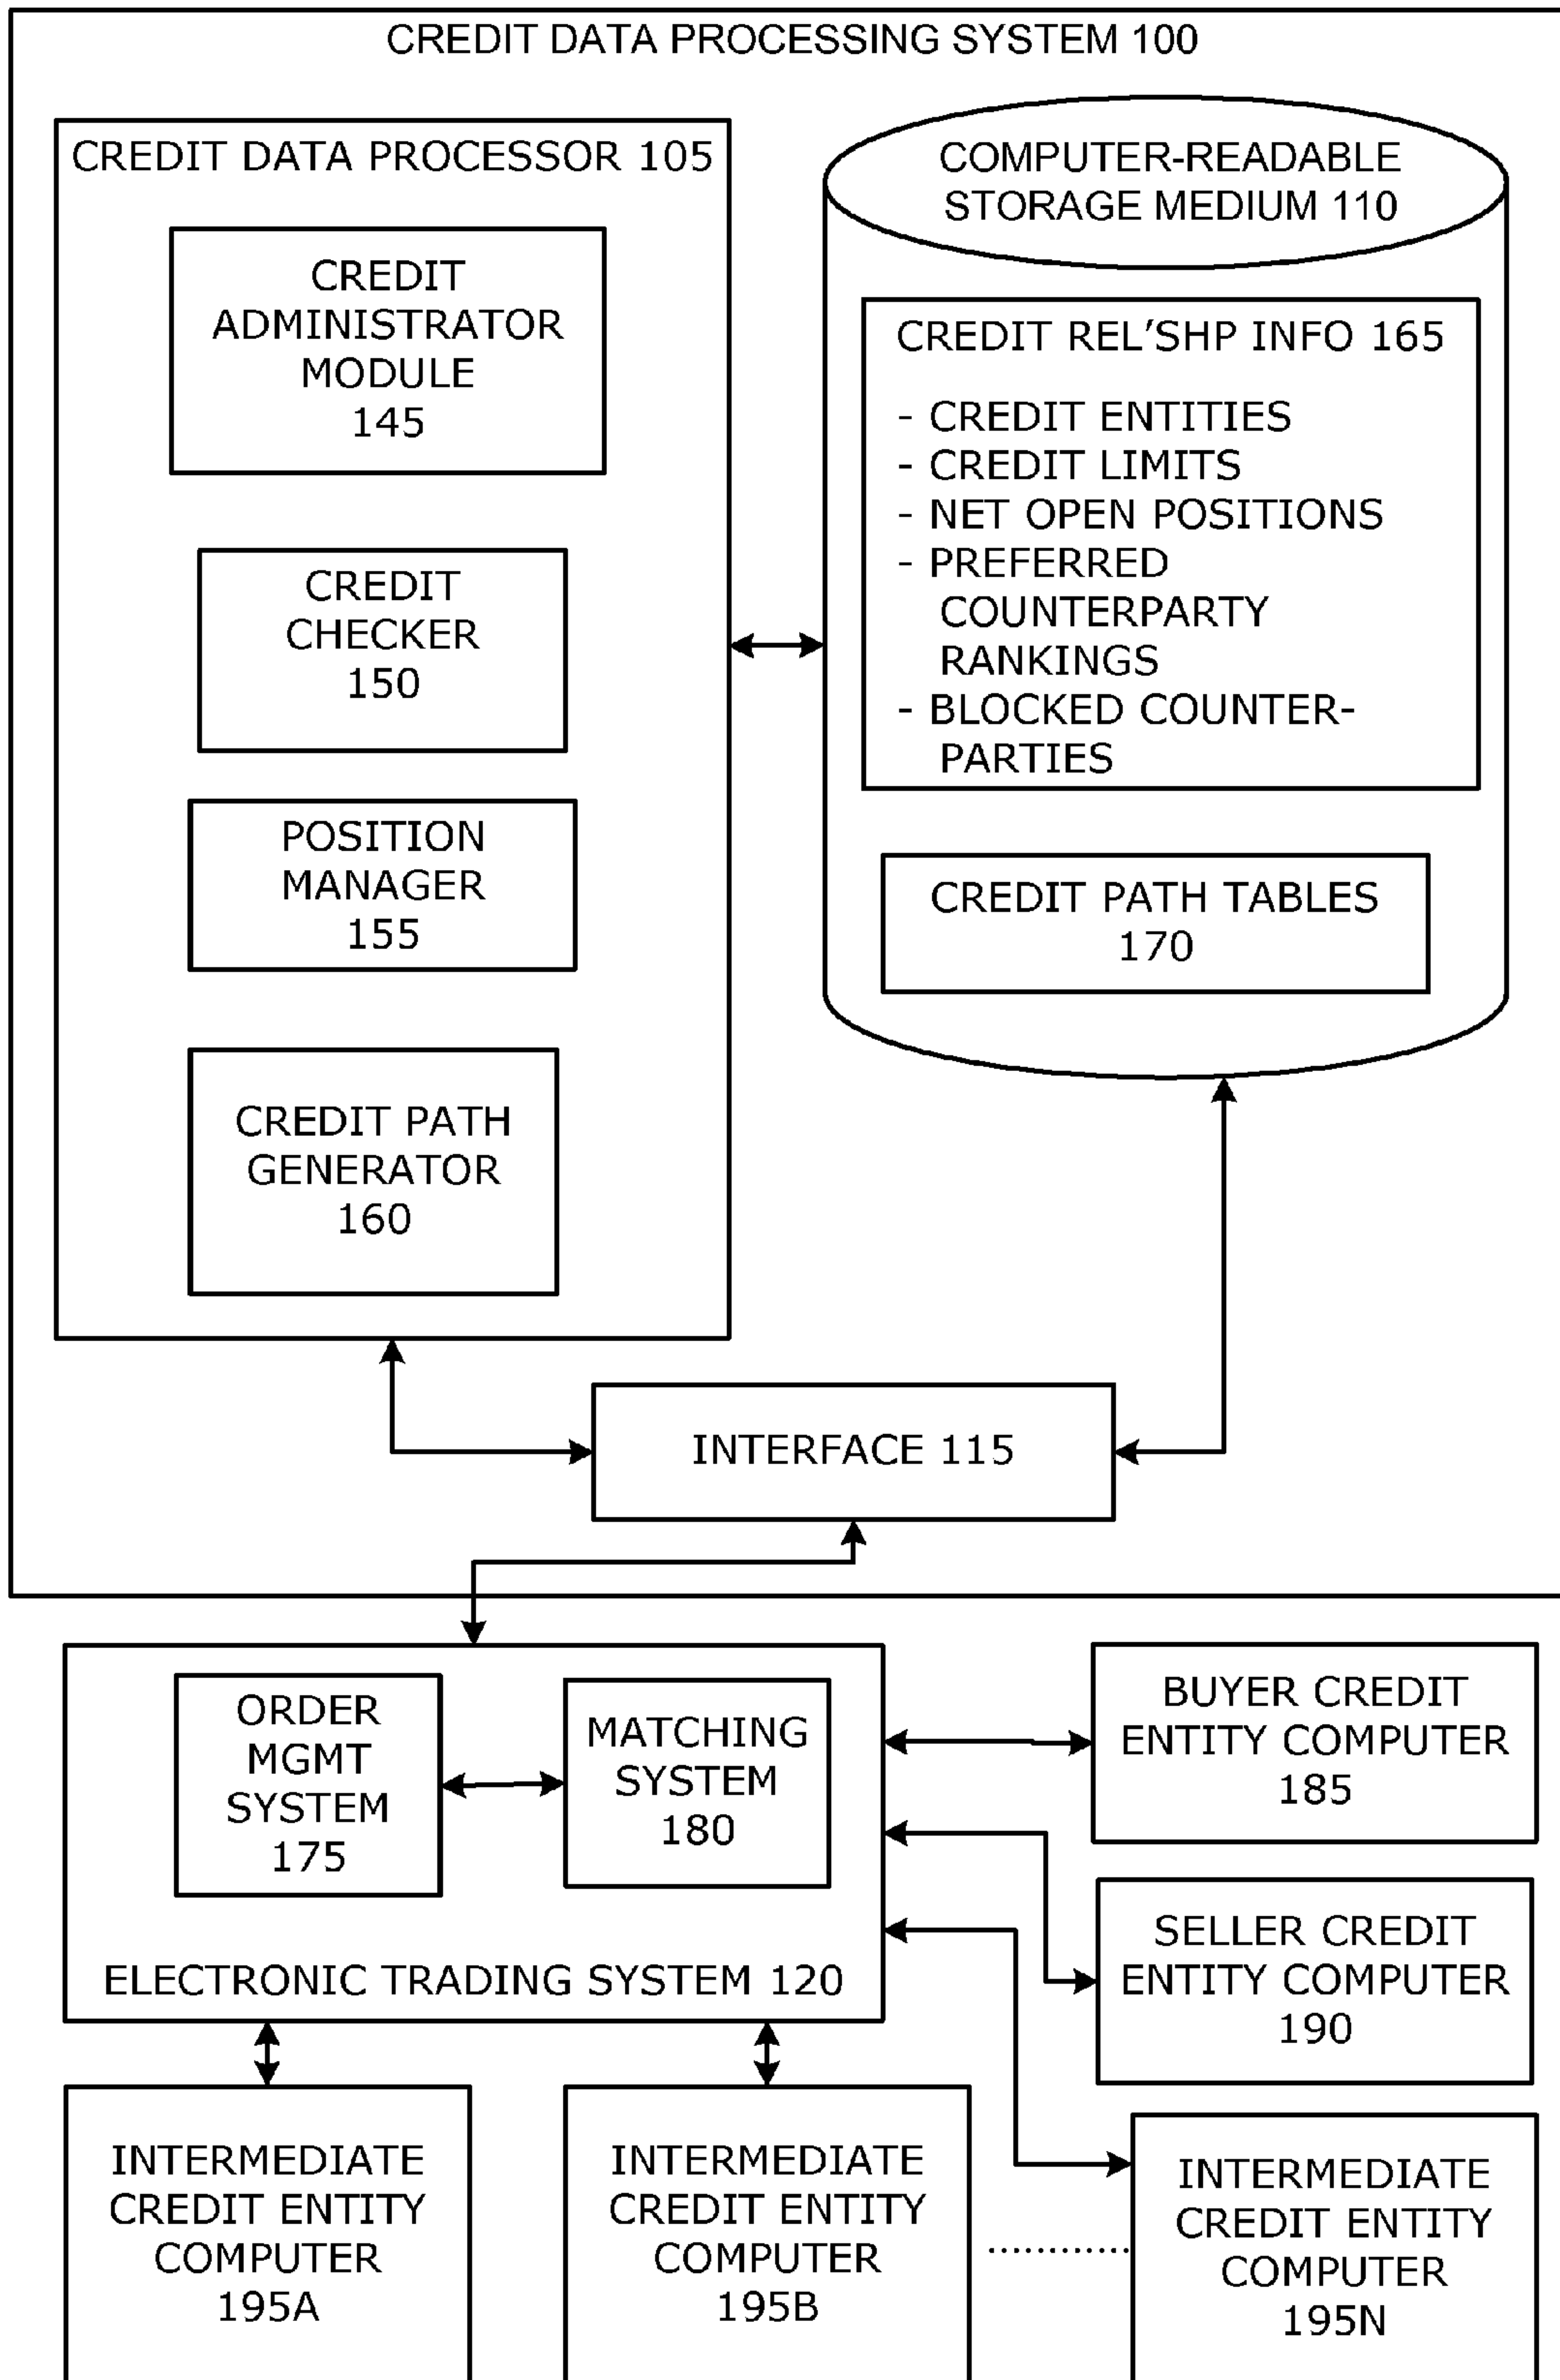 CREDIT DATA PROCESSING SYSTEM 100
CREDIT DATA PROCESSOR 105
CREDIT
ADMINISTRATOR
MODULE
145
CREDIT
CHECKER
150
POSITION
MANAGER
155
CREDIT PATH
GENERATOR
160
COMPUTER-READABLE
STORAGE MEDIUM 110
CREDIT REL'SHP INFO 165
- CREDIT ENTITIES
- CREDIT LIMITS
- NET OPEN POSITIONS
- PREFERRED
COUNTERPARTY
RANKINGS
- BLOCKED COUNTER-
PARTIES
CREDIT PATH TABLES
170
INTERFACE 115
ORDER
MGMT
SYSTEM
175
MATCHING
SYSTEM
180
ELECTRONIC TRADING SYSTEM 120
BUYER CREDIT
ENTITY COMPUTER
185
SELLER CREDIT
ENTITY COMPUTER
190
INTERMEDIATE
CREDIT ENTITY
COMPUTER
195A
INTERMEDIATE
CREDIT ENTITY
COMPUTER
195B
INTERMEDIATE
CREDIT ENTITY
COMPUTER
195N